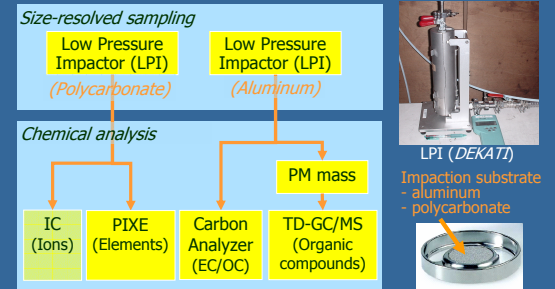 Size-resolved sampling
Low Pressure
Impactor (LPI)
Low Pressure
Impactor (LPI)
(Polycarbonate)
(Aluminum)
Chemical analysis
PM mass
IC
(Ions)
PIXE
(Elements)
Carbon
Analyzer
(EC/OC)
TD-GC/MS
(Organic
compounds)
LPI (DEKATI)
Impaction substrate
- aluminum
- polycarbonate